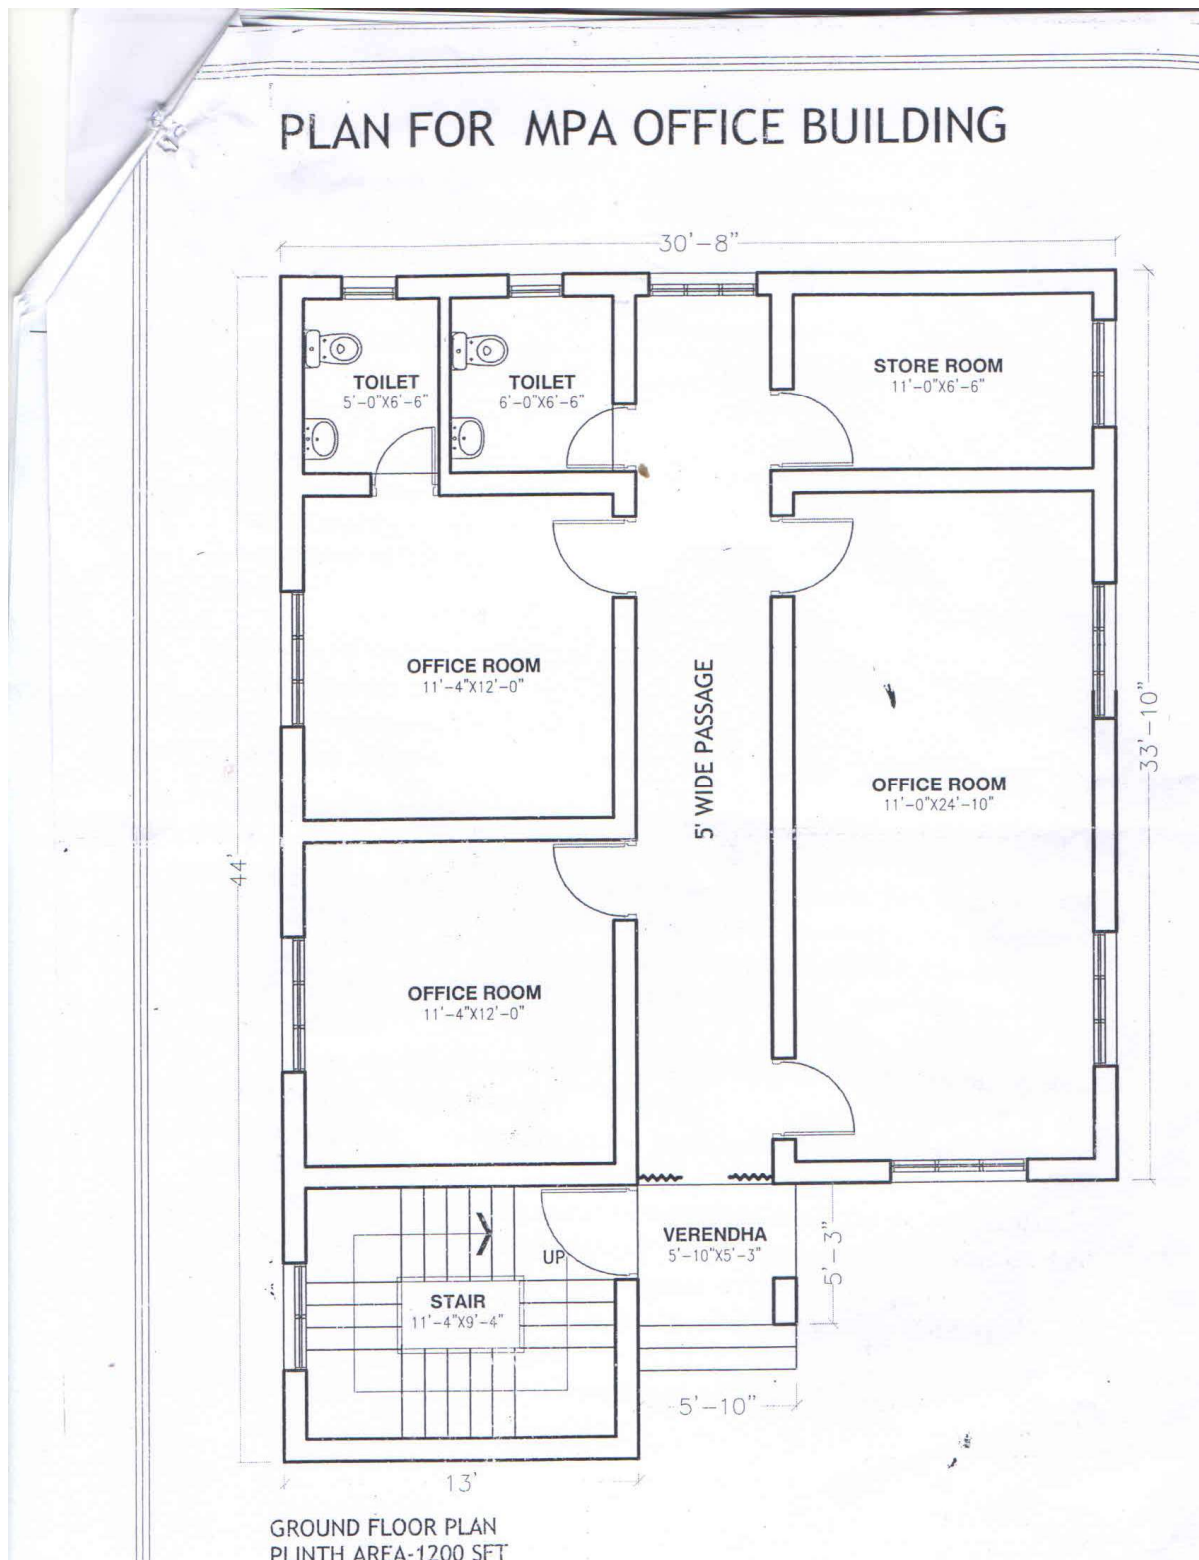 PLAN FOR MPA OFFICE BUILDING
30'-8"
TOILET
5'-0"X6'-6"
TOILET
6'-0"X6'-6"
STORE ROOM
11'-0"X6'-6"
OFFICE ROOM
11'-4"X12'-0"
5' WIDE PASSAGE
33'-10"
OFFICE ROOM
11'-0"X24'-10"
44'
OFFICE ROOM
11'-4"X12'-0"
VERENDHA
5'-10"X5'-3"
5'-3"
UP
STAIR
11'-4"X9'-4"
5'-10"
13'
GROUND FLOOR PLAN
PLINTH AREA-1200 SFT